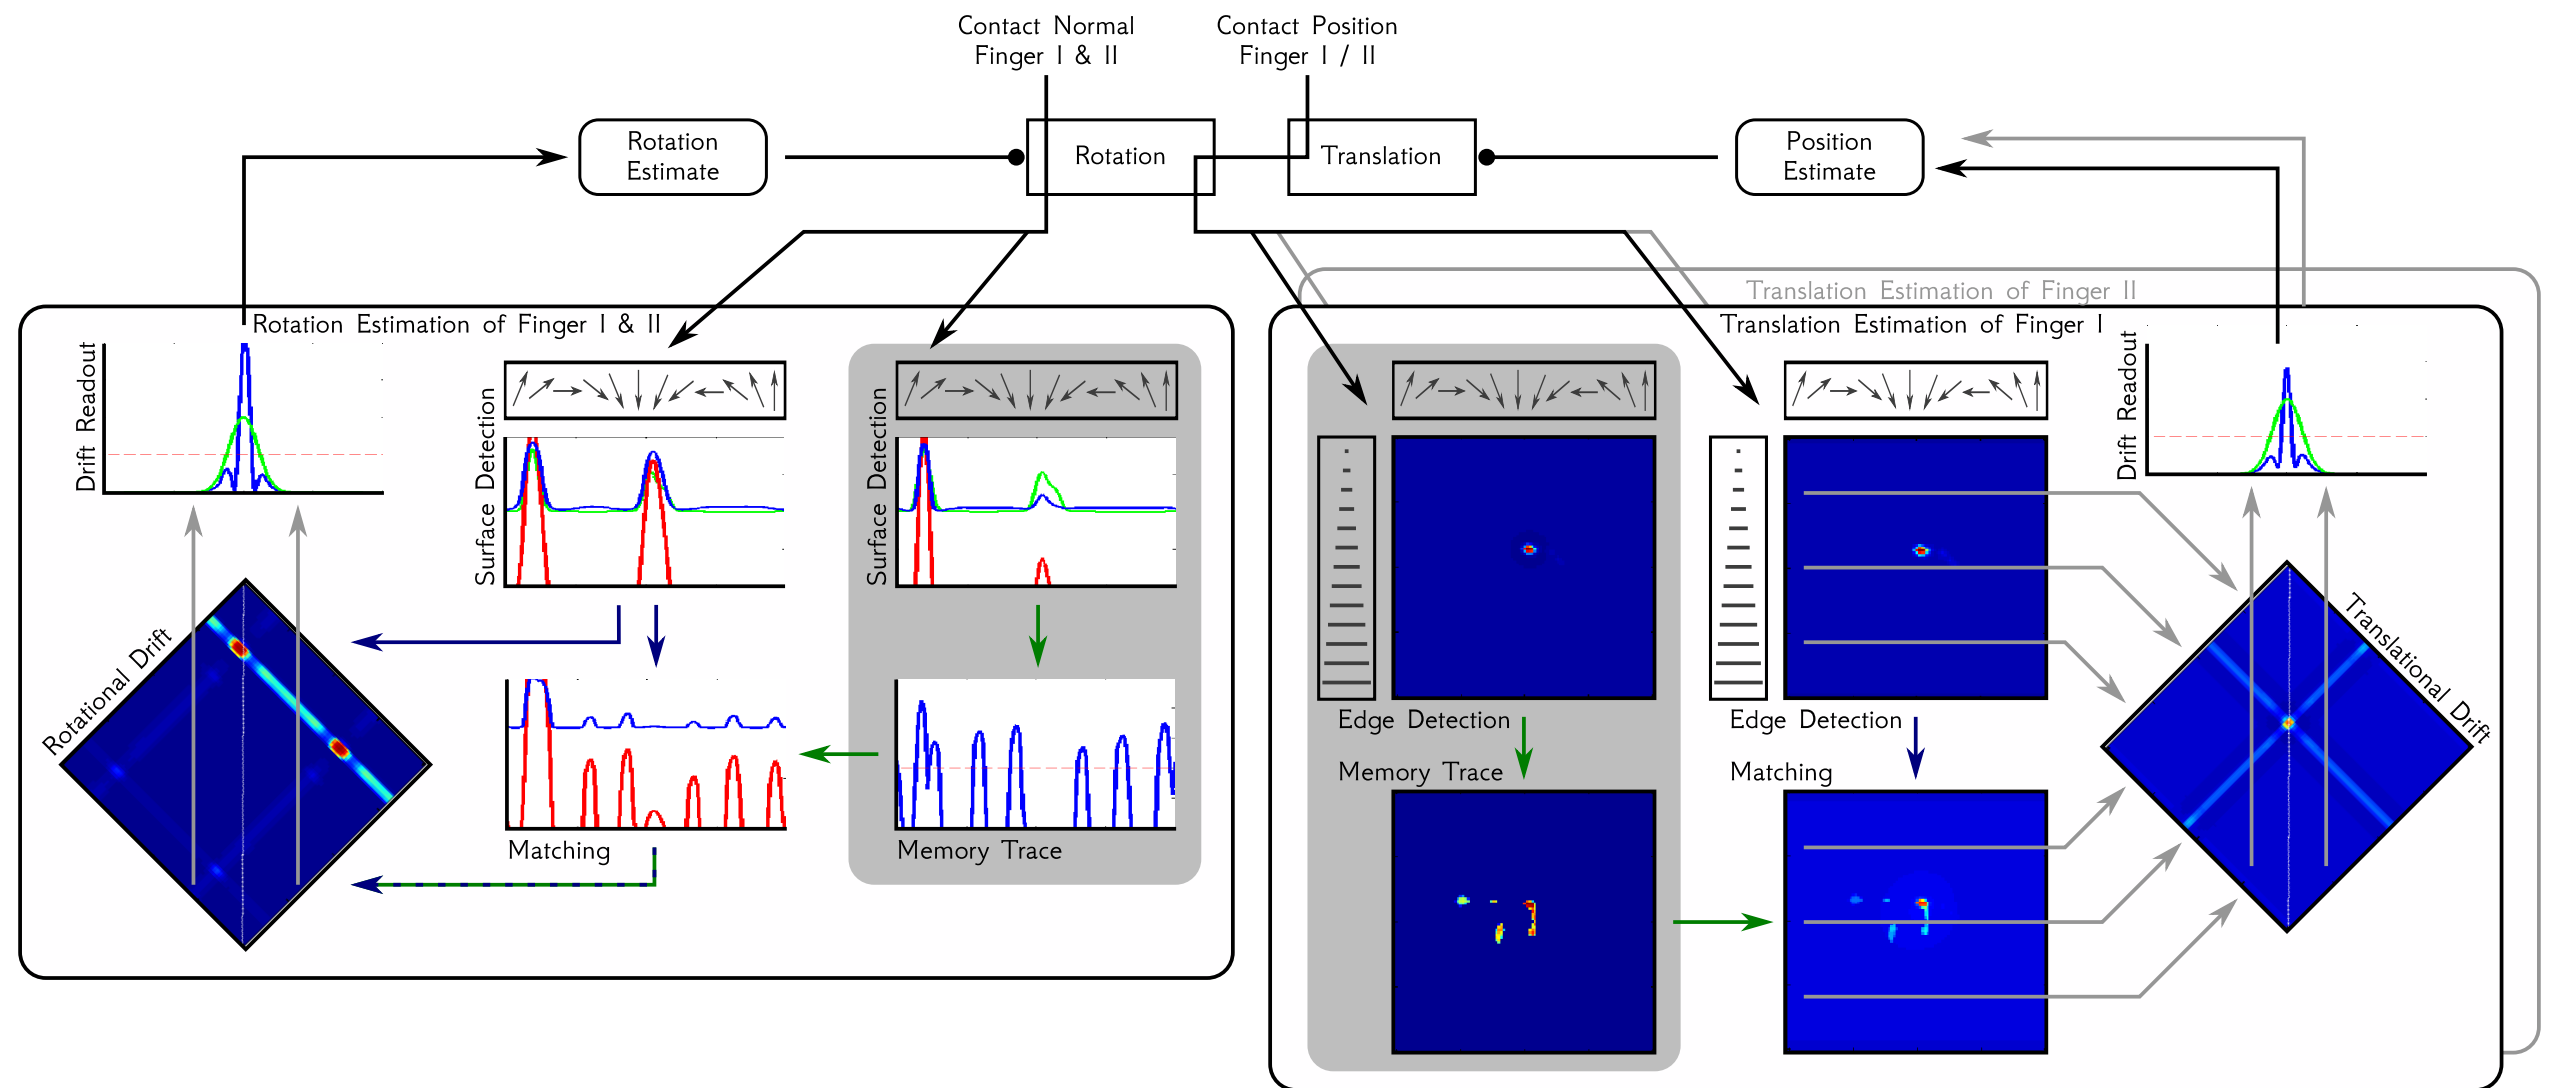 Contact Normal
Finger I & II
Contact Position
Finger I / II
Rotation
Estimate
Rotation
Translation
Position
Estimate
Translation Estimation of Finger II
Rotation Estimation of Finger I & II
Translation Estimation of Finger I
Drift Readout
Surface Detection
Surface Detection
Drift Readout
Rotational Drift
Translational Drift
Edge Detection
Edge Detection
Memory Trace
Matching
Matching
Memory Trace